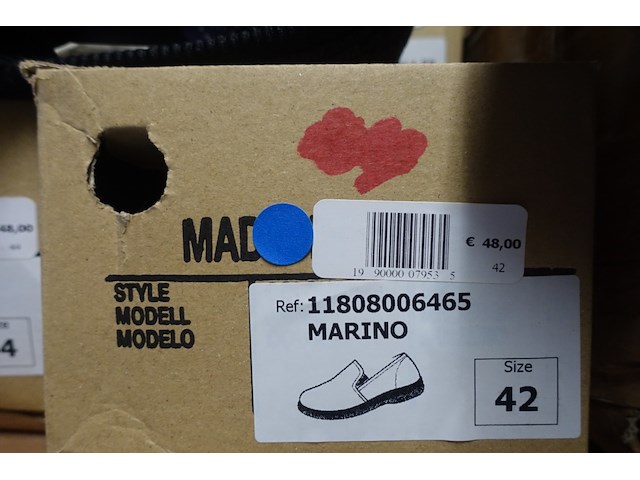 MAD
€ 48,00
19 90000 07953 5
42
STYLE
MODELL
MODELO
Ref: 11808006465
MARINO
Size
42
48,00
44
4